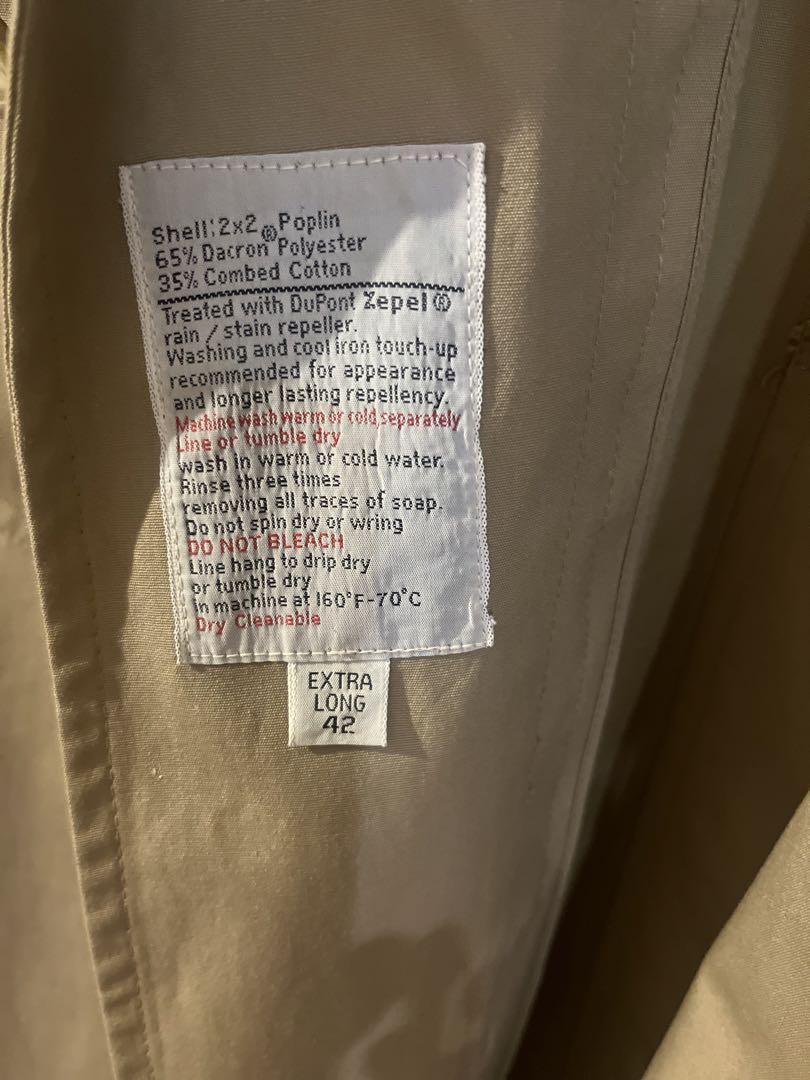 Shell: 2x2 Poplin
65% Dacron® Polyester
35% Combed Cotton
Treated with DuPont Zepel ®
rain / stain repeller.
Washing and cool iron touch-up
recommended for appearance
and longer lasting repellency.
Machine wash warm or cold, separately
Line or tumble dry
wash in warm or cold water.
Rinse three times
removing all traces of soap.
Do not spin dry or wring
DO NOT BLEACH
Line hang to drip dry
or tumble dry
in machine at 160°F-70°C
Dry Cleanable
EXTRA
LONG
42